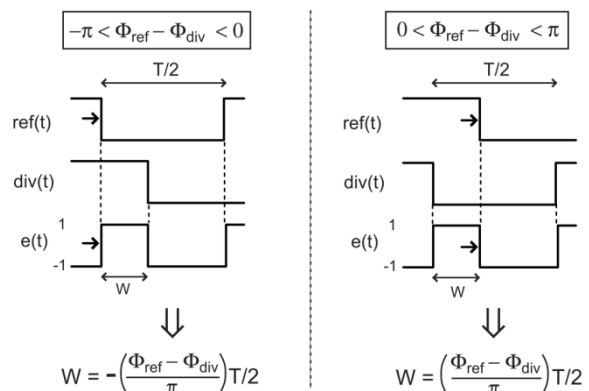 −π < Φref − Φdiv < 0
T/2
ref(t)
div(t)
e(t)
1
-1
W
⇓
W = −(Φref − Φdiv / π)T/2
0 < Φref − Φdiv < π
T/2
ref(t)
div(t)
e(t)
1
-1
W
⇓
W = (Φref − Φdiv / π)T/2